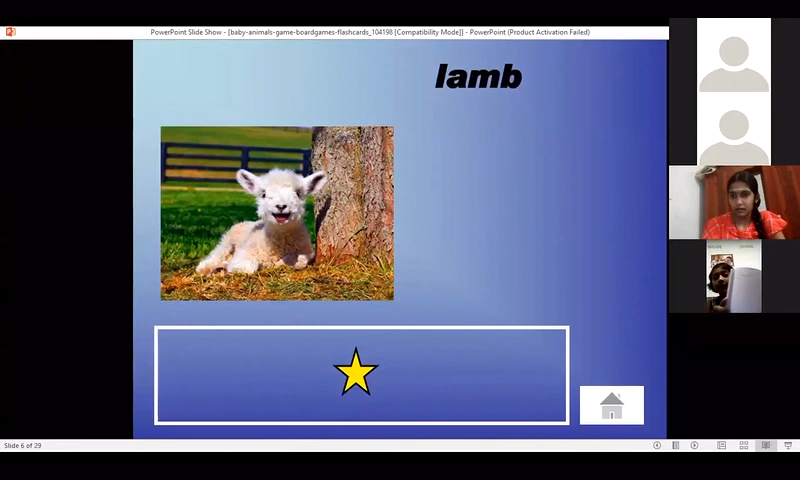 PowerPoint Slide Show - [baby-animals-game-boardgames-flashcards_104198 [Compatibility Mode]] - PowerPoint (Product Activation Failed)
lamb
Slide 6 of 29